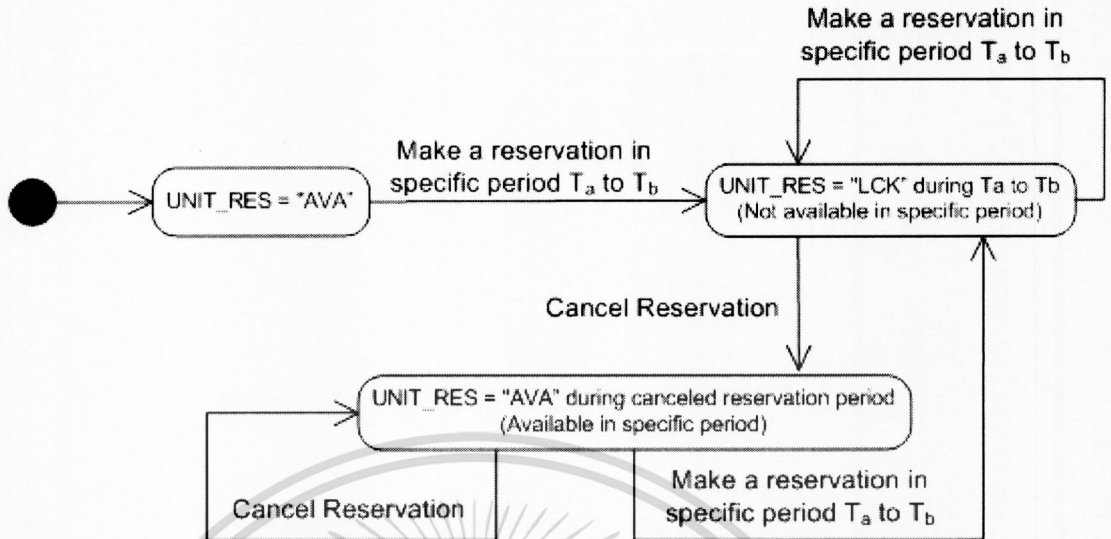 Make a reservation in
specific period Ta to Tb
Make a reservation in
specific period Ta to Tb
UNIT_RES = "AVA"
UNIT_RES = "LCK" during Ta to Tb
(Not available in specific period)
Cancel Reservation
UNIT_RES = "AVA" during canceled reservation period
(Available in specific period)
Cancel Reservation
Make a reservation in
specific period Ta to Tb